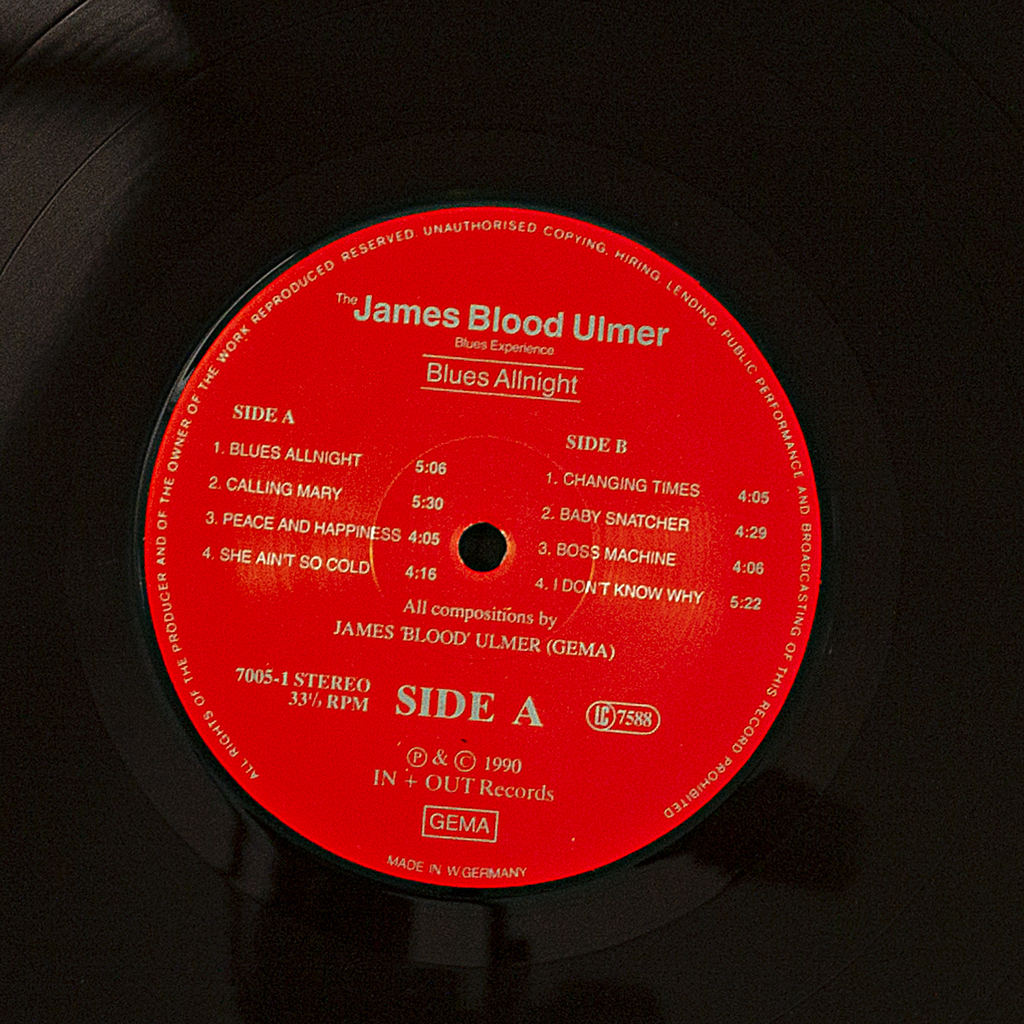 ALL RIGHTS OF THE PRODUCER AND OF THE OWNER OF THE WORK REPRODUCED RESERVED. UNAUTHORISED COPYING, HIRING, LENDING, PUBLIC PERFORMANCE AND BROADCASTING OF THIS RECORD PROHIBITED
The James Blood Ulmer
Blues Experience
Blues Allnight
SIDE A
1. BLUES ALLNIGHT 5:06
2. CALLING MARY 5:30
3. PEACE AND HAPPINESS 4:05
4. SHE AIN'T SO COLD 4:16
SIDE B
1. CHANGING TIMES 4:05
2. BABY SNATCHER 4:29
3. BOSS MACHINE 4:06
4. I DON'T KNOW WHY 5:22
All compositions by
JAMES 'BLOOD' ULMER (GEMA)
7005-1 STEREO
33⅓ RPM
SIDE A
LC 7588
Ⓟ & Ⓒ 1990
IN + OUT Records
GEMA
MADE IN W.GERMANY